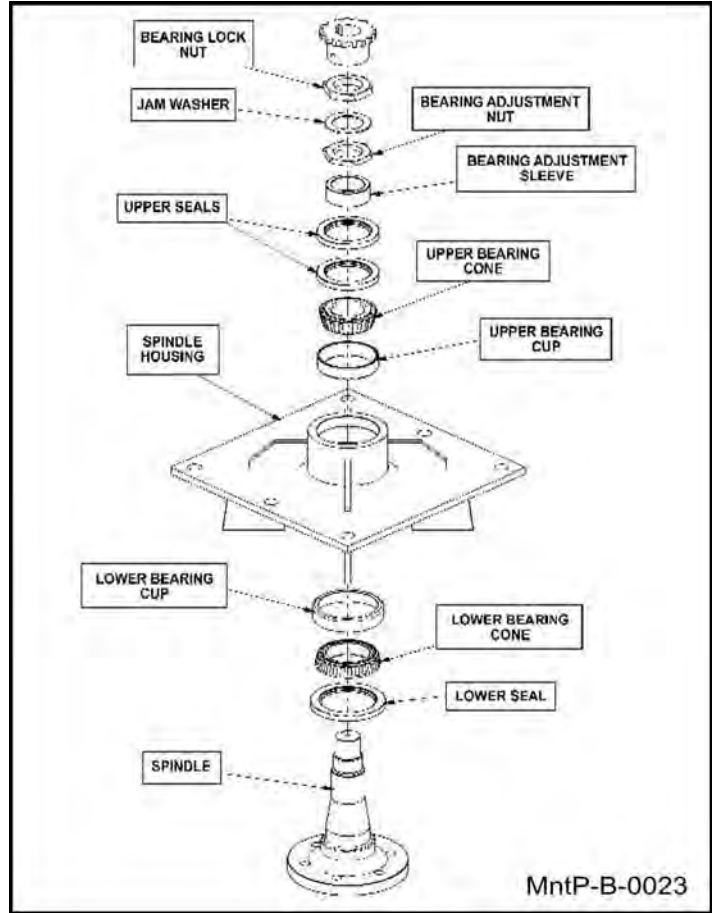 BEARING LOCK
NUT
JAM WASHER
BEARING ADJUSTMENT
NUT
BEARING ADJUSTMENT
SLEEVE
UPPER SEALS
UPPER BEARING
CONE
SPINDLE
HOUSING
UPPER BEARING
CUP
LOWER BEARING
CUP
LOWER BEARING
CONE
LOWER SEAL
SPINDLE
MntP-B-0023